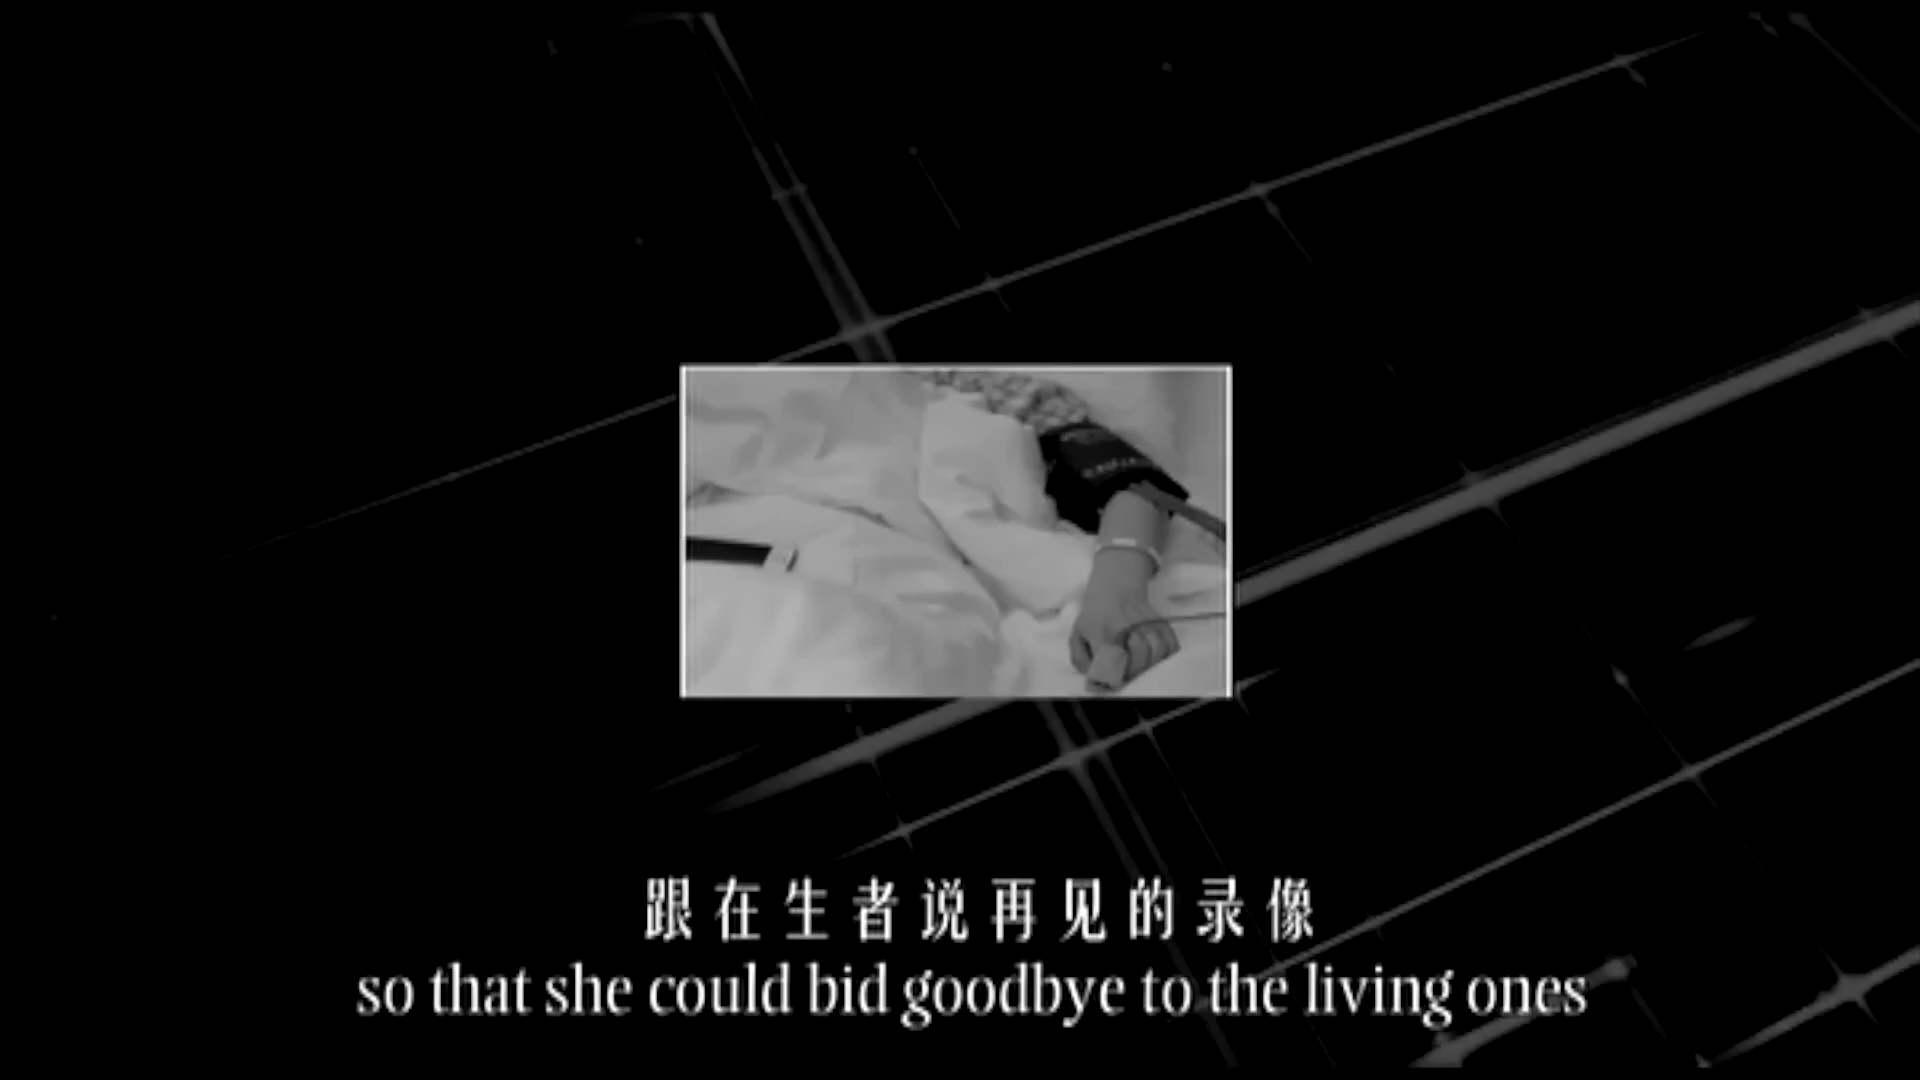 跟在生者说再见的录像
so that she could bid goodbye to the living ones